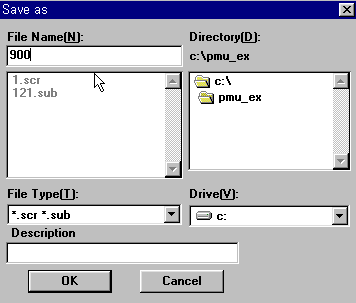 Save as
File Name(N):
900
1.scr
121.sub
File Type(T):
*.scr *.sub
Description
Directory(D):
c:\pmu_ex
c:\
pmu_ex
Drive(V):
c:
OK
Cancel